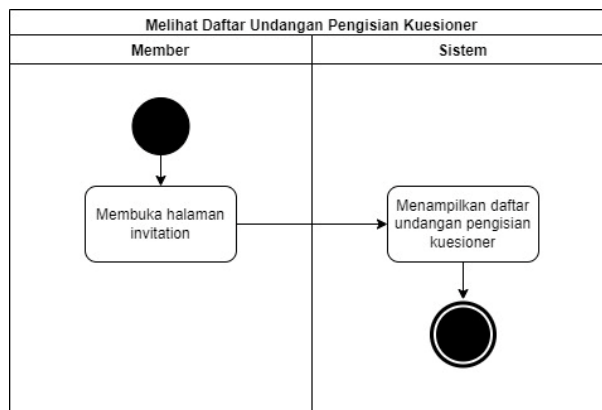 Melihat Daftar Undangan Pengisian Kuesioner
Member
Sistem
Membuka halaman
invitation
Menampilkan daftar
undangan pengisian
kuesioner